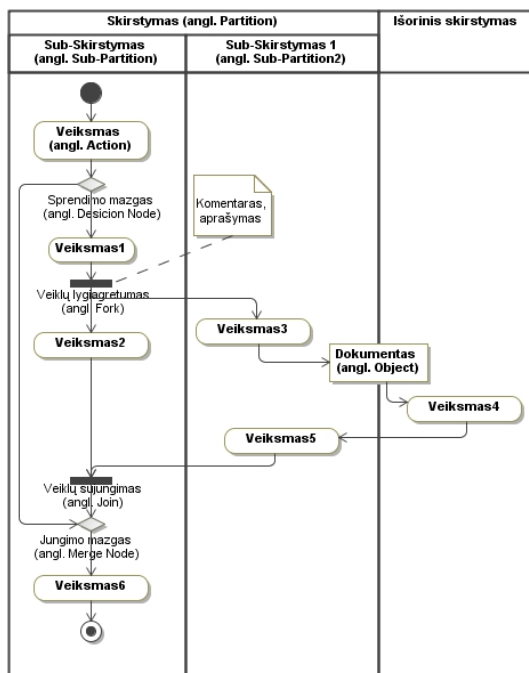 Skirstymas (angl. Partition)
Išorinis skirstymas
Sub-Skirstymas
(angl. Sub-Partition)
Sub-Skirstymas 1
(angl. Sub-Partition2)
Veiksmas
(angl. Action)
Sprendimo mazgas
(angl. Desicion Node)
Komentaras,
aprašymas
Veiksmas1
Veiklų lygiagretumas
(angl. Fork)
Veiksmas2
Veiksmas3
Dokumentas
(angl. Object)
Veiksmas4
Veiksmas5
Veiklų sujungimas
(angl. Join)
Jungimo mazgas
(angl. Merge Node)
Veiksmas6